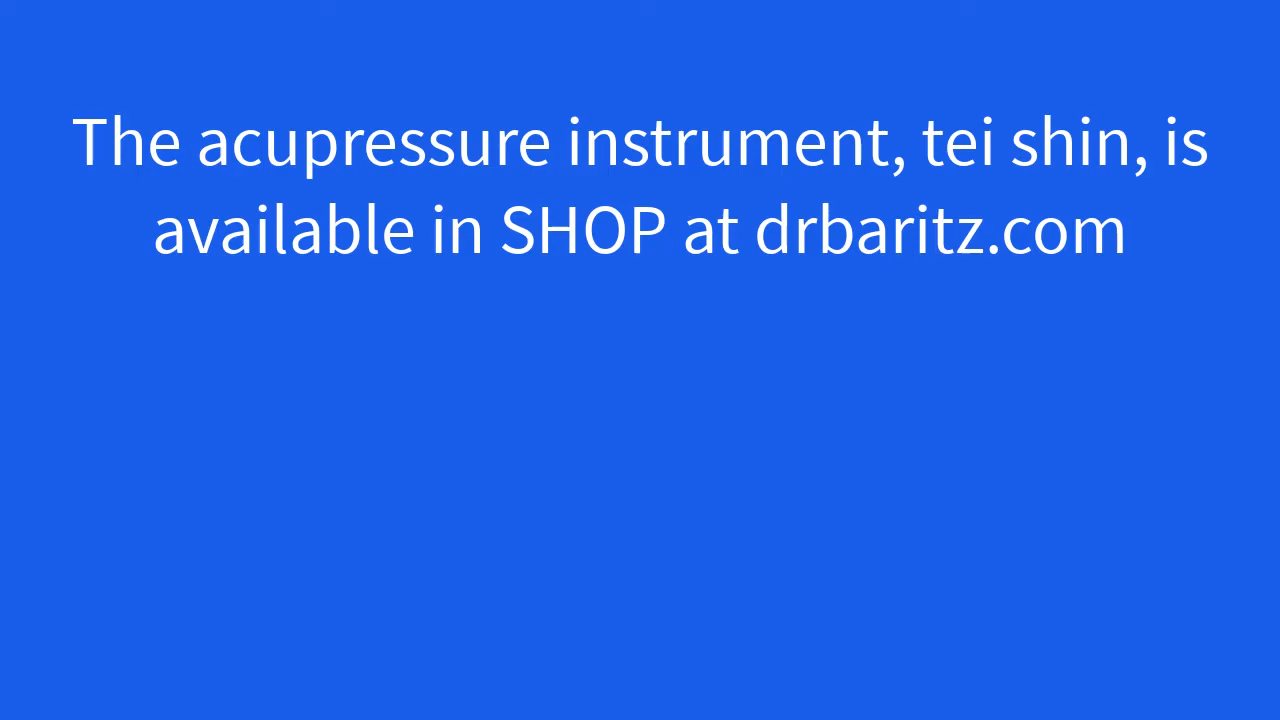 The acupressure instrument, tei shin, is
available in SHOP at drbaritz.com